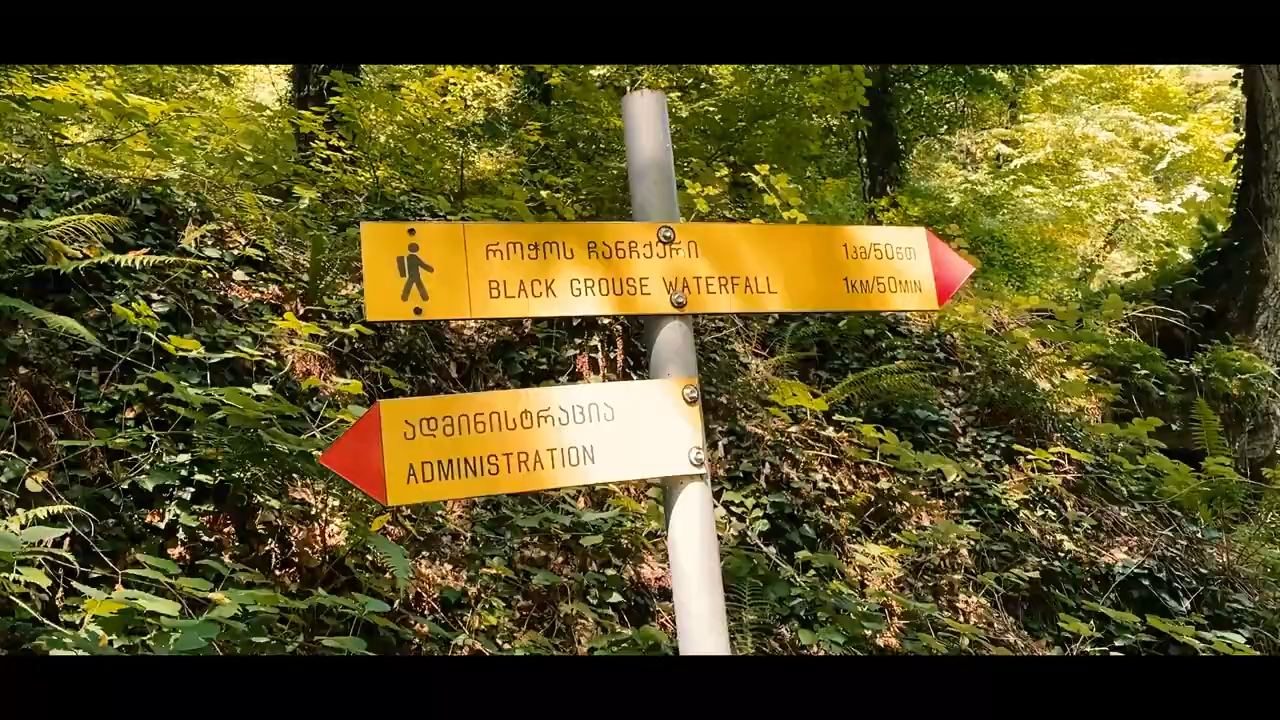 როჭოს ჩანჩქერი
1კმ/50წთ
BLACK GROUSE WATERFALL
1KM/50MIN
ადმინისტრაცია
ADMINISTRATION